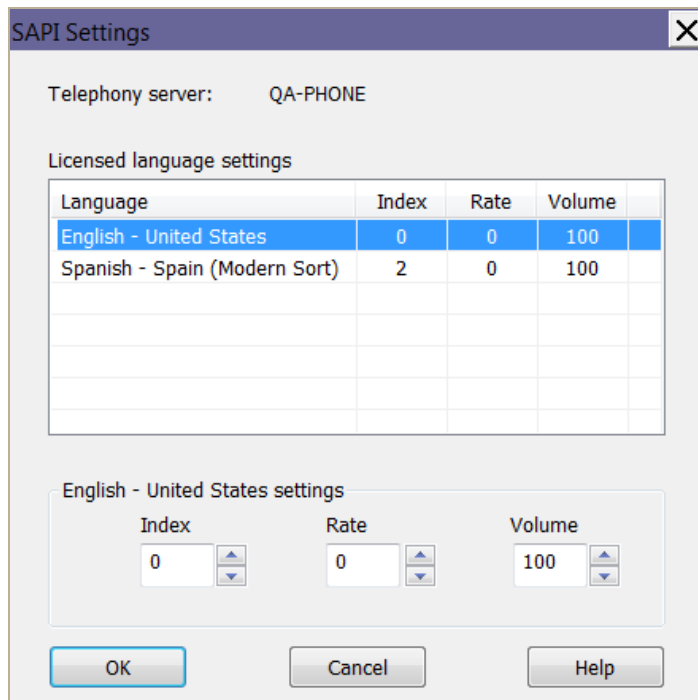 SAPI Settings
Telephony server: QA-PHONE
Licensed language settings
Language Index Rate Volume
English - United States 0 0 100
Spanish - Spain (Modern Sort) 2 0 100
English - United States settings
Index Rate Volume
0 0 100
OK Cancel Help